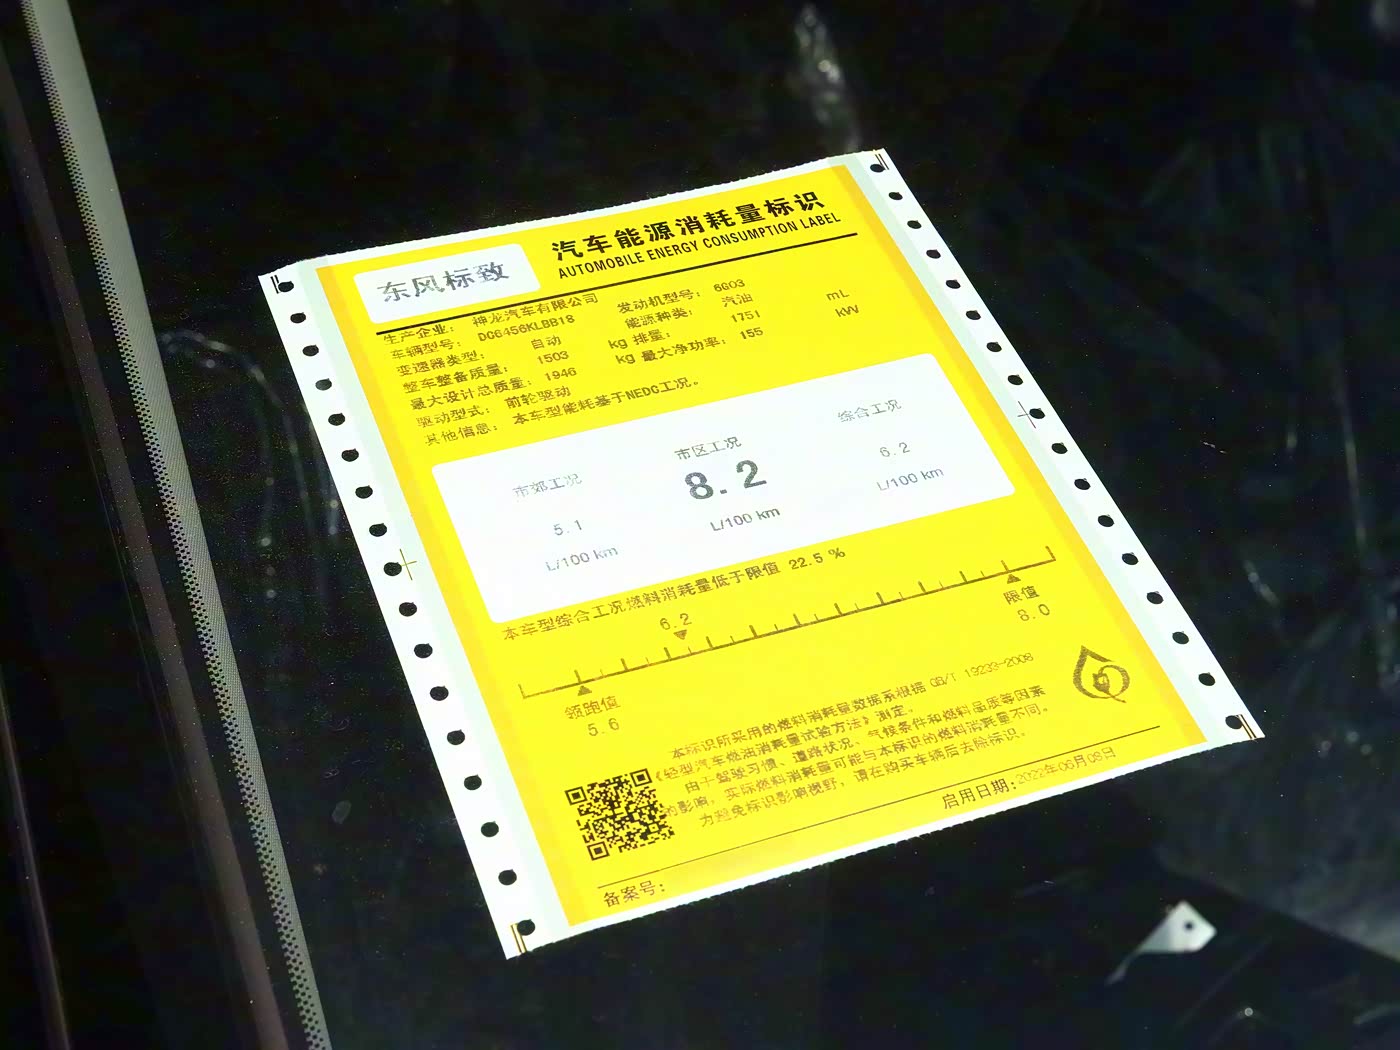 东风标致
汽车能源消耗量标识
AUTOMOBILE ENERGY CONSUMPTION LABEL
生产企业: 神龙汽车有限公司 发动机型号: 6G03
车辆型号: DC6456KLBB18 能源种类: 汽油
变速器类型: 自动 排量: 1751 mL
整车整备质量: 1503 kg 最大净功率: 155 kW
最大设计总质量: 1946 kg
驱动型式: 前轮驱动
其他信息: 本车型能耗基于NEDC工况。
市郊工况 市区工况 综合工况
5.1 8.2 6.2
L/100 km L/100 km L/100 km
本车型综合工况燃料消耗量低于限值 22.5 %
6.2
领跑值 限值
5.6 8.0
本标识所采用的燃料消耗量数据系根据 GB/T 19233-2008
《轻型汽车燃油消耗量试验方法》测定。
由于驾驶习惯、道路状况、气候条件和燃料品质等因素
的影响, 实际燃料消耗量可能与本标识的燃料消耗量不同。
为避免标识影响视野, 请在购买车辆后去除标识。
启用日期: 2022年06月09日
备案号: